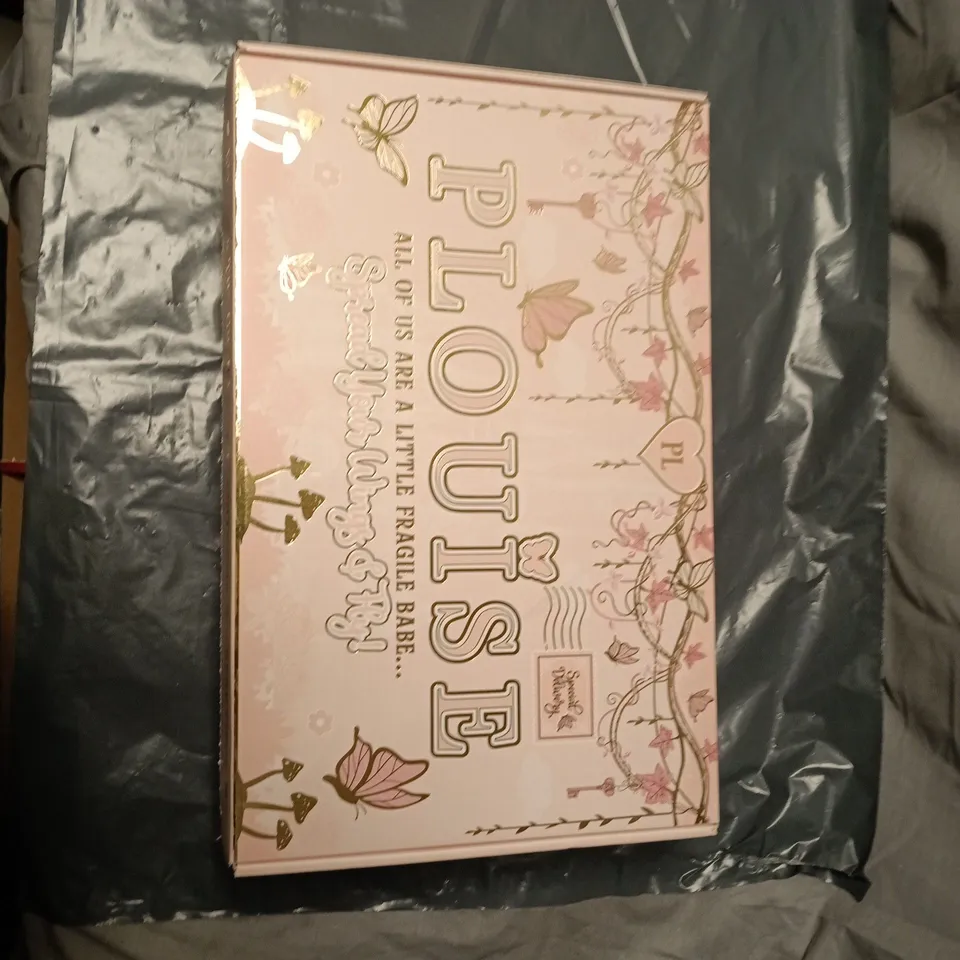 PL
Special
Delivery
PLOUISE
ALL OF US ARE A LITTLE FRAGILE BABE...
Spread Your Wings & Fly!